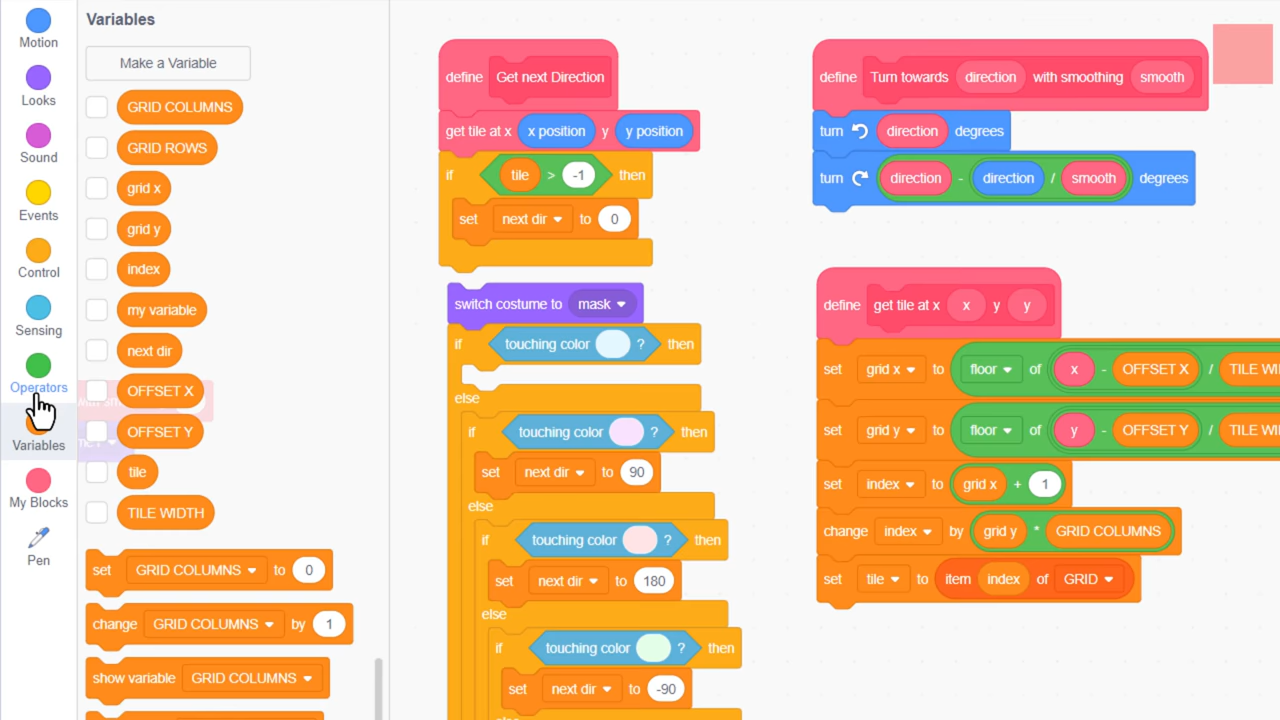 Motion
Looks
Sound
Events
Control
Sensing
Operators
Variables
My Blocks
Pen
Variables
Make a Variable
GRID COLUMNS
GRID ROWS
grid x
grid y
index
my variable
next dir
OFFSET X
OFFSET Y
tile
TILE WIDTH
set GRID COLUMNS to 0
change GRID COLUMNS by 1
show variable GRID COLUMNS
define Get next Direction
get tile at x x position y y position
if tile > -1 then
set next dir to 0
switch costume to mask
if touching color ? then
else
if touching color ? then
set next dir to 90
else
if touching color ? then
set next dir to 180
else
if touching color ? then
set next dir to -90
else
define Turn towards direction with smoothing smooth
turn direction degrees
turn direction - direction / smooth degrees
define get tile at x x y y
set grid x to floor of x - OFFSET X / TILE WI
set grid y to floor of y - OFFSET Y / TILE WI
set index to grid x + 1
change index by grid y * GRID COLUMNS
set tile to item index of GRID